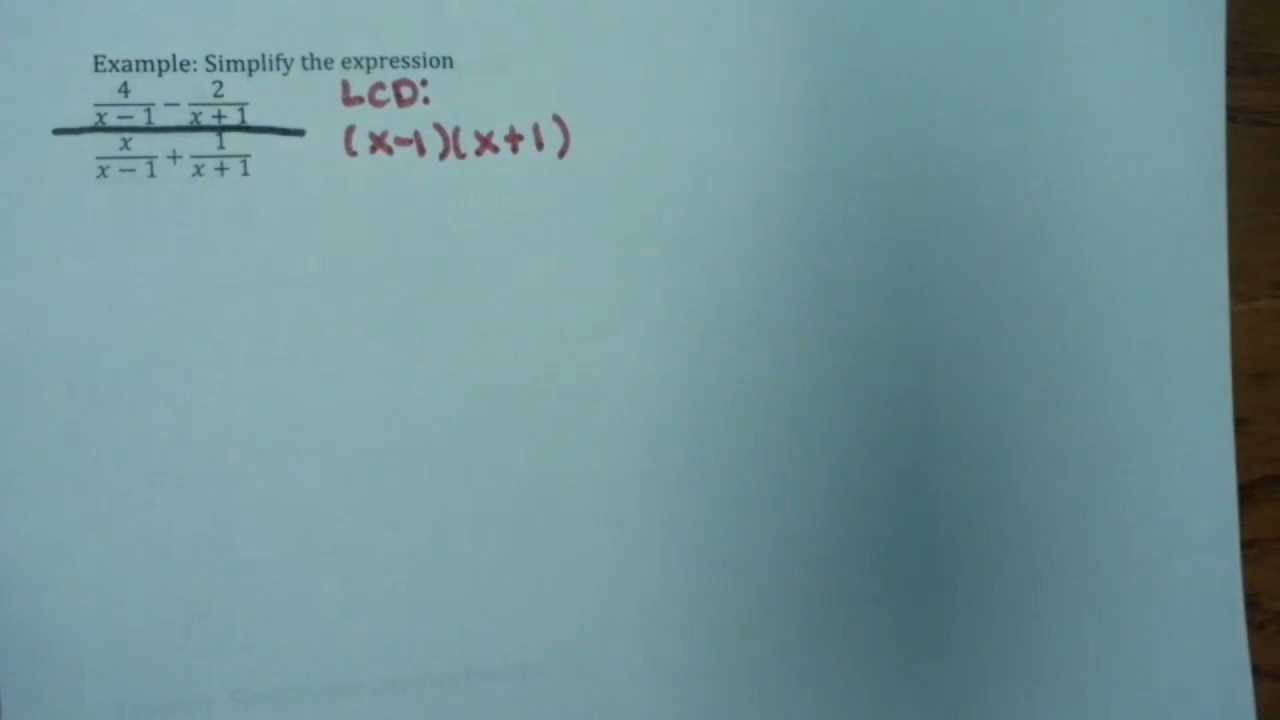 Example: Simplify the expression
4/(x − 1) − 2/(x + 1)
x/(x − 1) + 1/(x + 1)
LCD:
(x-1)(x+1)